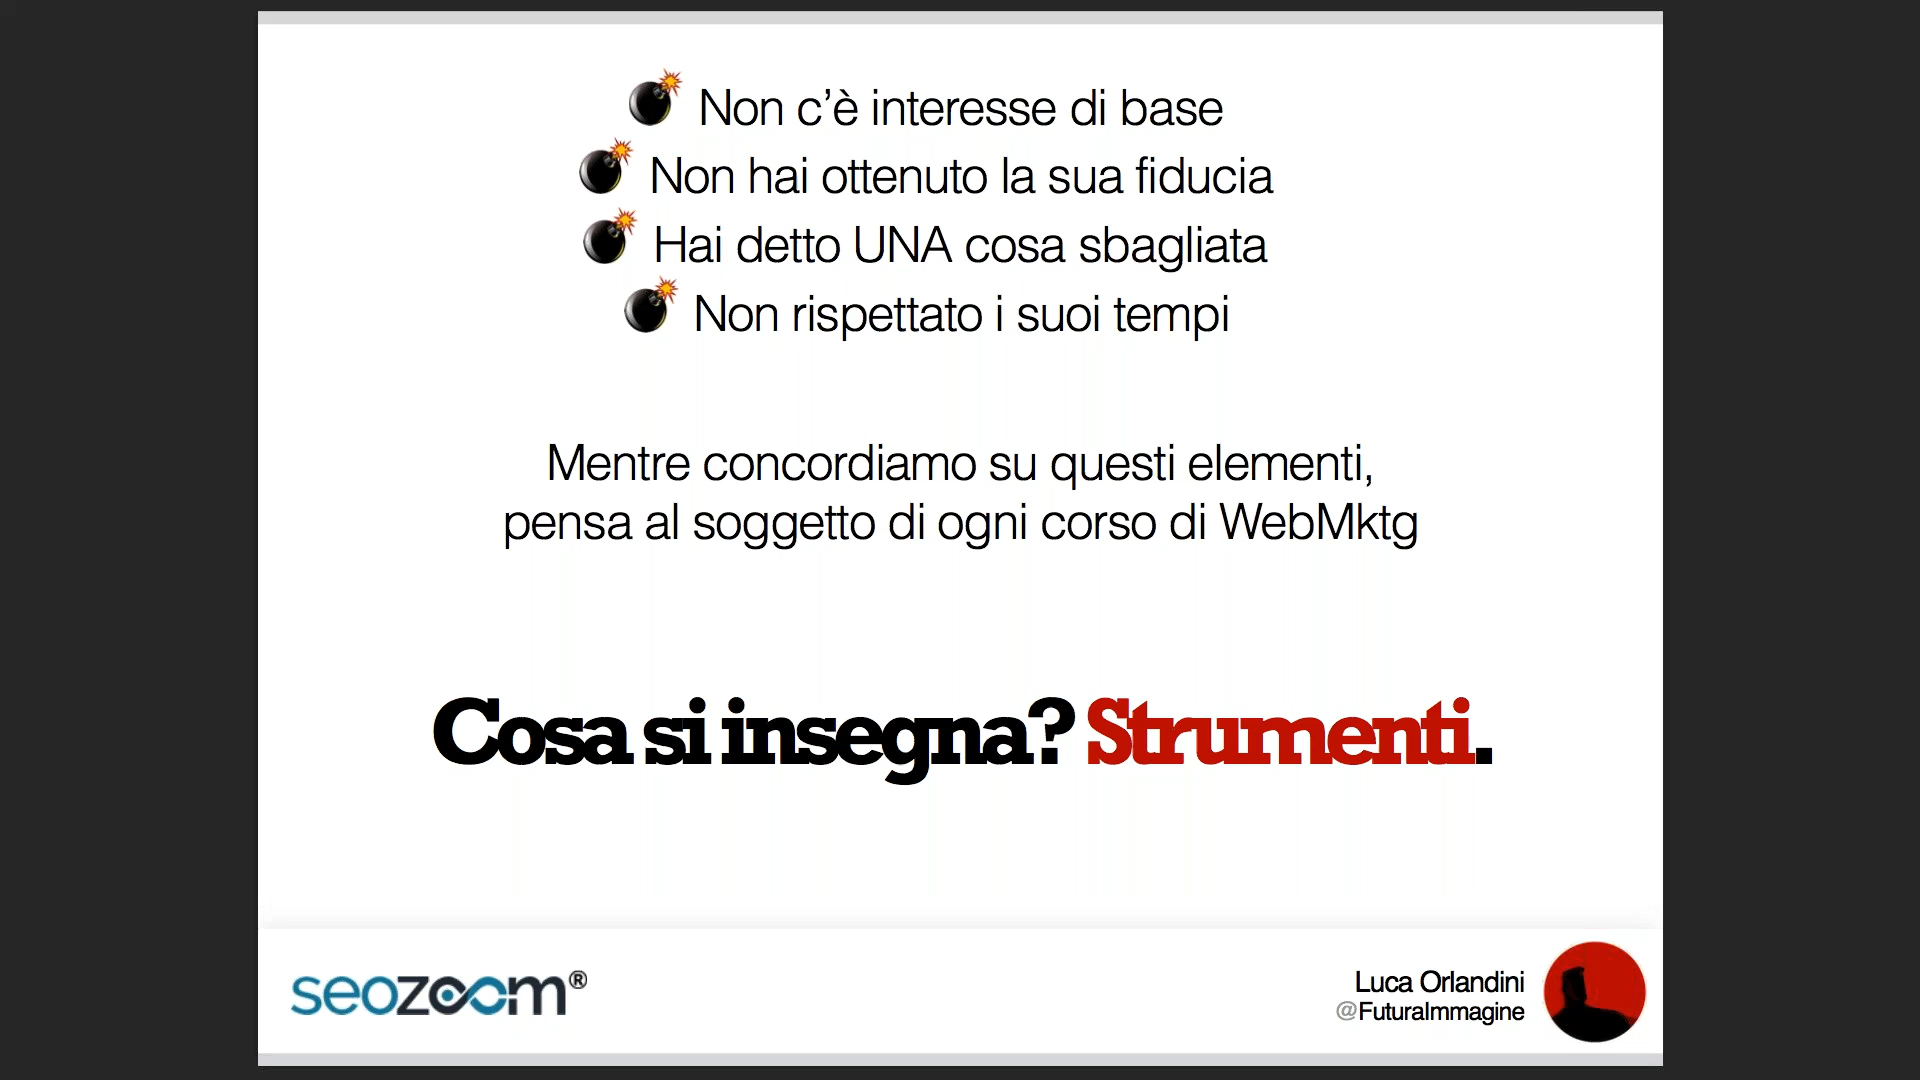 💣 Non c’è interesse di base
💣 Non hai ottenuto la sua fiducia
💣 Hai detto UNA cosa sbagliata
💣 Non rispettato i suoi tempi
Mentre concordiamo su questi elementi,
pensa al soggetto di ogni corso di WebMktg
Cosa si insegna? Strumenti.
seozoom®
Luca Orlandini
@FuturaImmagine